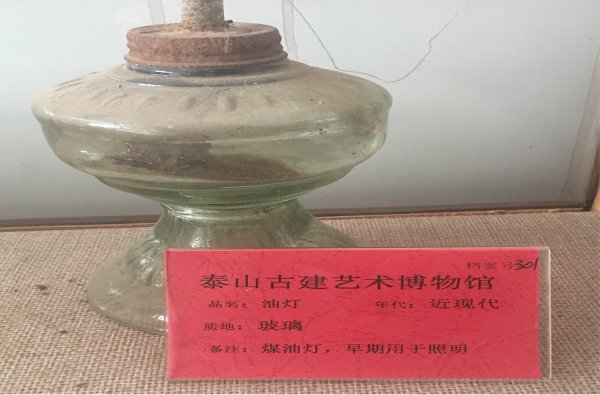 档案号301
泰山古建艺术博物馆
品名：油灯 年代：近现代
质地：玻璃
备注：煤油灯，早期用于照明